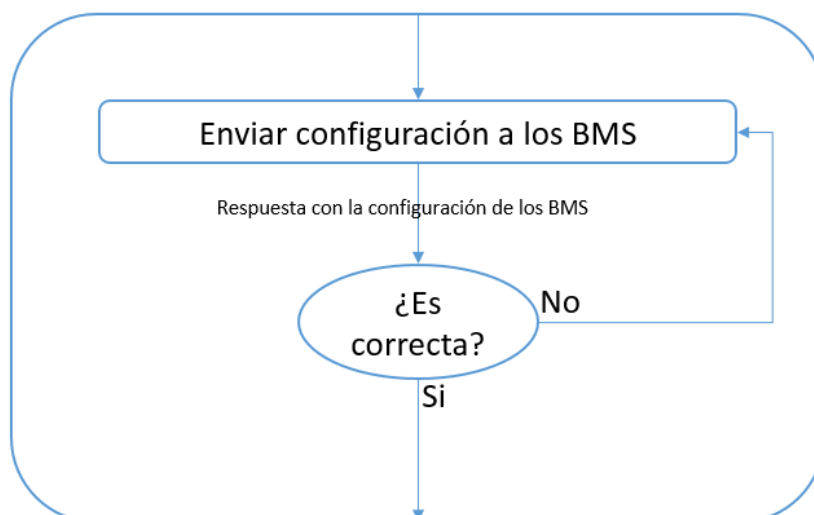 Enviar configuración a los BMS
Respuesta con la configuración de los BMS
¿Es
correcta?
No
Si